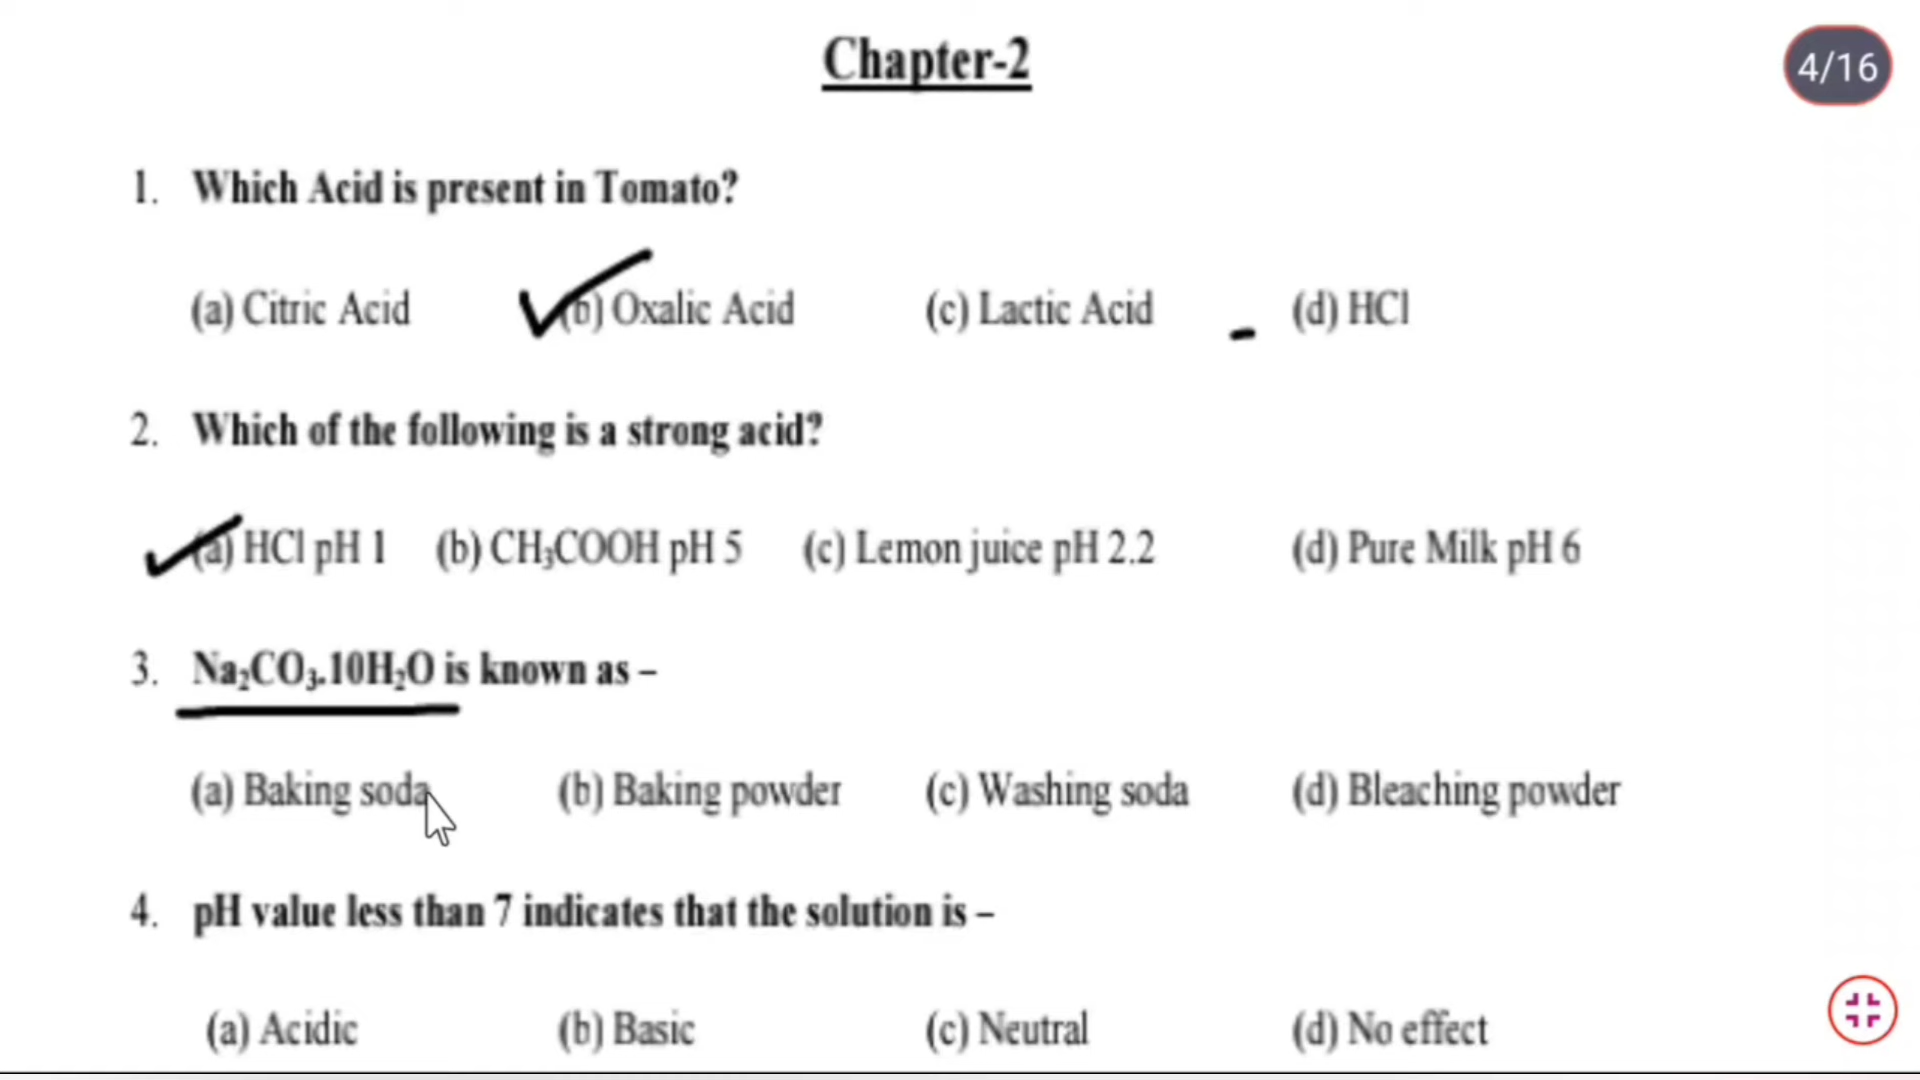 Chapter-2
4/16
1. Which Acid is present in Tomato?
(a) Citric Acid (b) Oxalic Acid (c) Lactic Acid (d) HCl
2. Which of the following is a strong acid?
(a) HCl pH 1 (b) CH₃COOH pH 5 (c) Lemon juice pH 2.2 (d) Pure Milk pH 6
3. Na₂CO₃.10H₂O is known as –
(a) Baking soda (b) Baking powder (c) Washing soda (d) Bleaching powder
4. pH value less than 7 indicates that the solution is –
(a) Acidic (b) Basic (c) Neutral (d) No effect